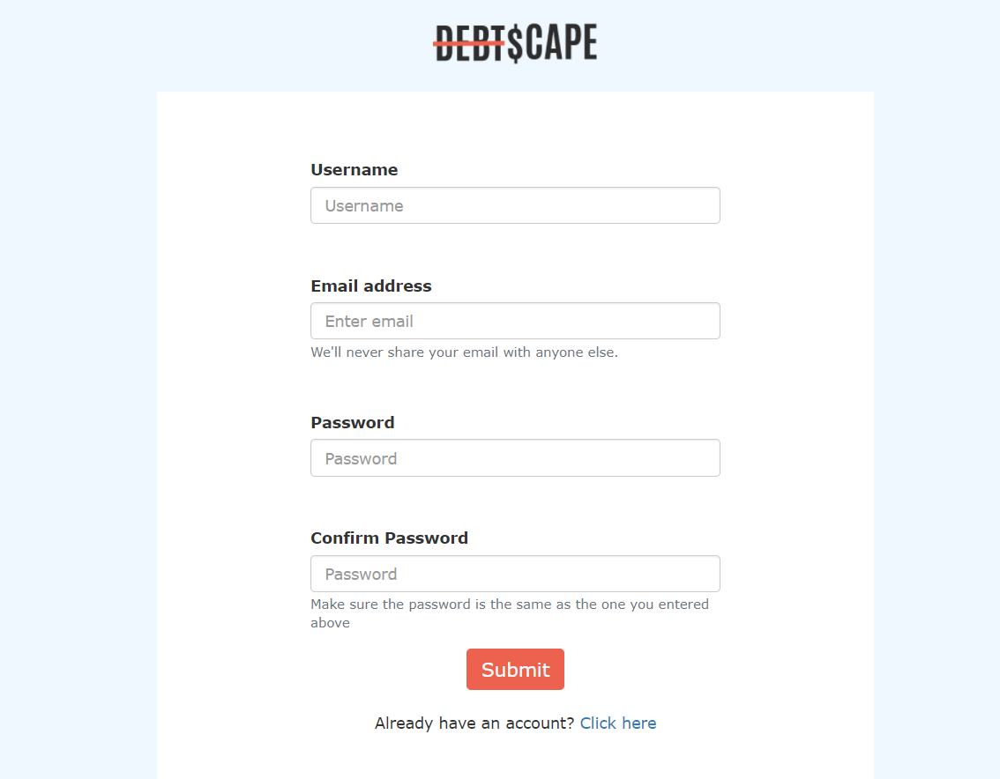 DEBT$CAPE
Username
Username
Email address
Enter email
We'll never share your email with anyone else.
Password
Password
Confirm Password
Password
Make sure the password is the same as the one you entered
above
Submit
Already have an account? Click here